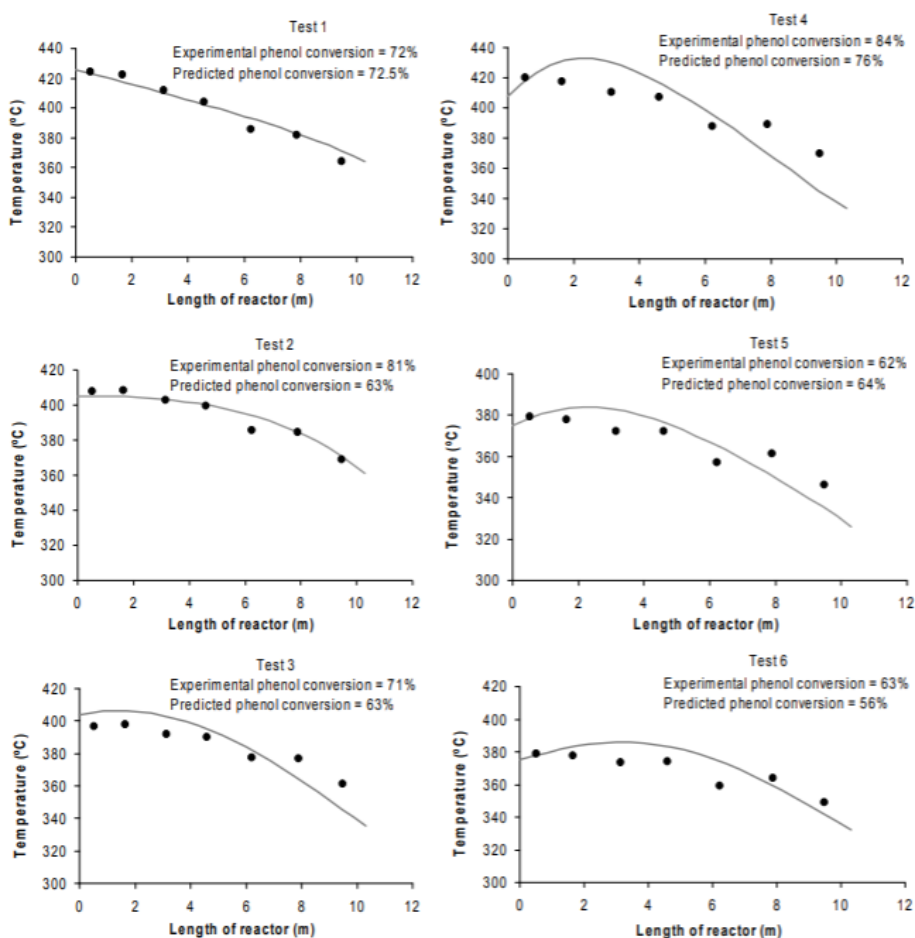 Test 1
Experimental phenol conversion = 72%
Predicted phenol conversion = 72.5%
Temperature (ºC)
440
420
400
380
360
340
320
300
0 2 4 6 8 10 12
Length of reactor (m)
Test 4
Experimental phenol conversion = 84%
Predicted phenol conversion = 76%
Temperature (ºC)
440
420
400
380
360
340
320
300
0 2 4 6 8 10 12
Length of reactor (m)
Test 2
Experimental phenol conversion = 81%
Predicted phenol conversion = 63%
Temperature (ºC)
420
400
380
360
340
320
300
0 2 4 6 8 10 12
Length of reactor (m)
Test 5
Experimental phenol conversion = 62%
Predicted phenol conversion = 64%
Temperature (ºC)
400
380
360
340
320
300
0 2 4 6 8 10 12
Length of reactor (m)
Test 3
Experimental phenol conversion = 71%
Predicted phenol conversion = 63%
Temperature (ºC)
420
400
380
360
340
320
300
0 2 4 6 8 10 12
Length of reactor (m)
Test 6
Experimental phenol conversion = 63%
Predicted phenol conversion = 56%
Temperature (ºC)
400
380
360
340
320
300
0 2 4 6 8 10 12
Length of reactor (m)